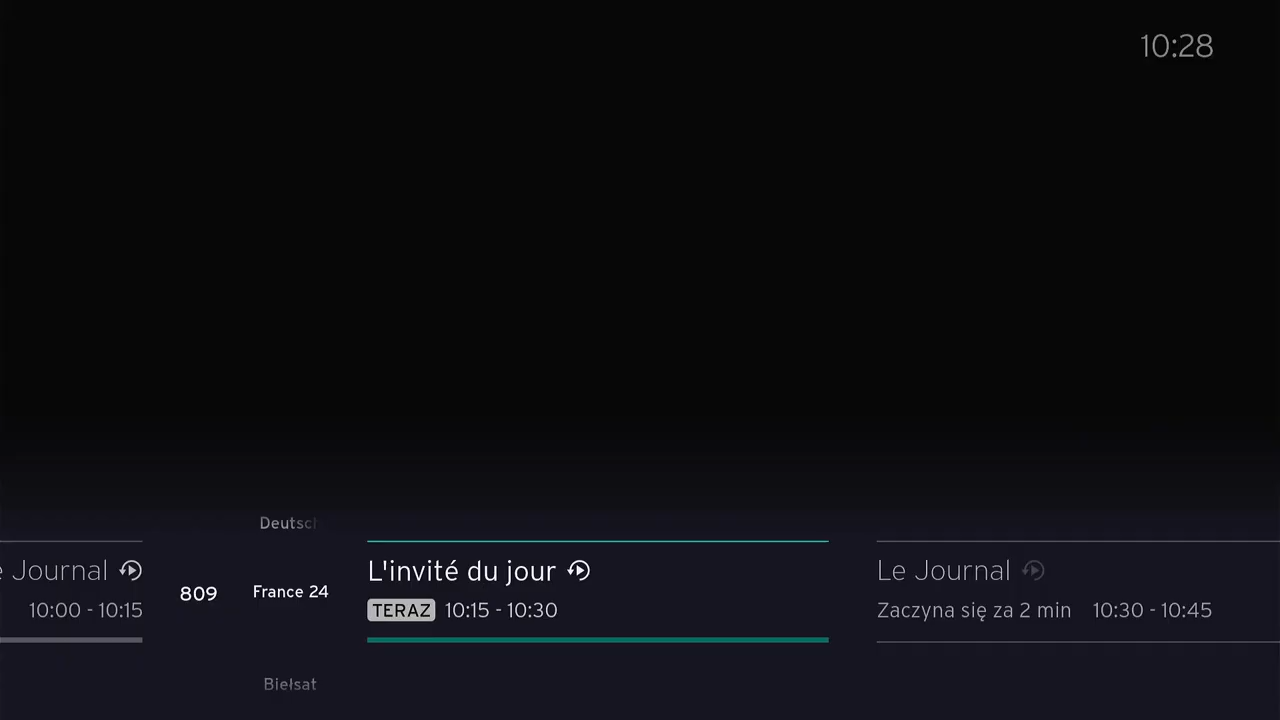 10:28
Deutsc
Journal
10:00 - 10:15
809
France 24
L'invité du jour
TERAZ 10:15 - 10:30
Le Journal
Zaczyna się za 2 min 10:30 - 10:45
Biełsat